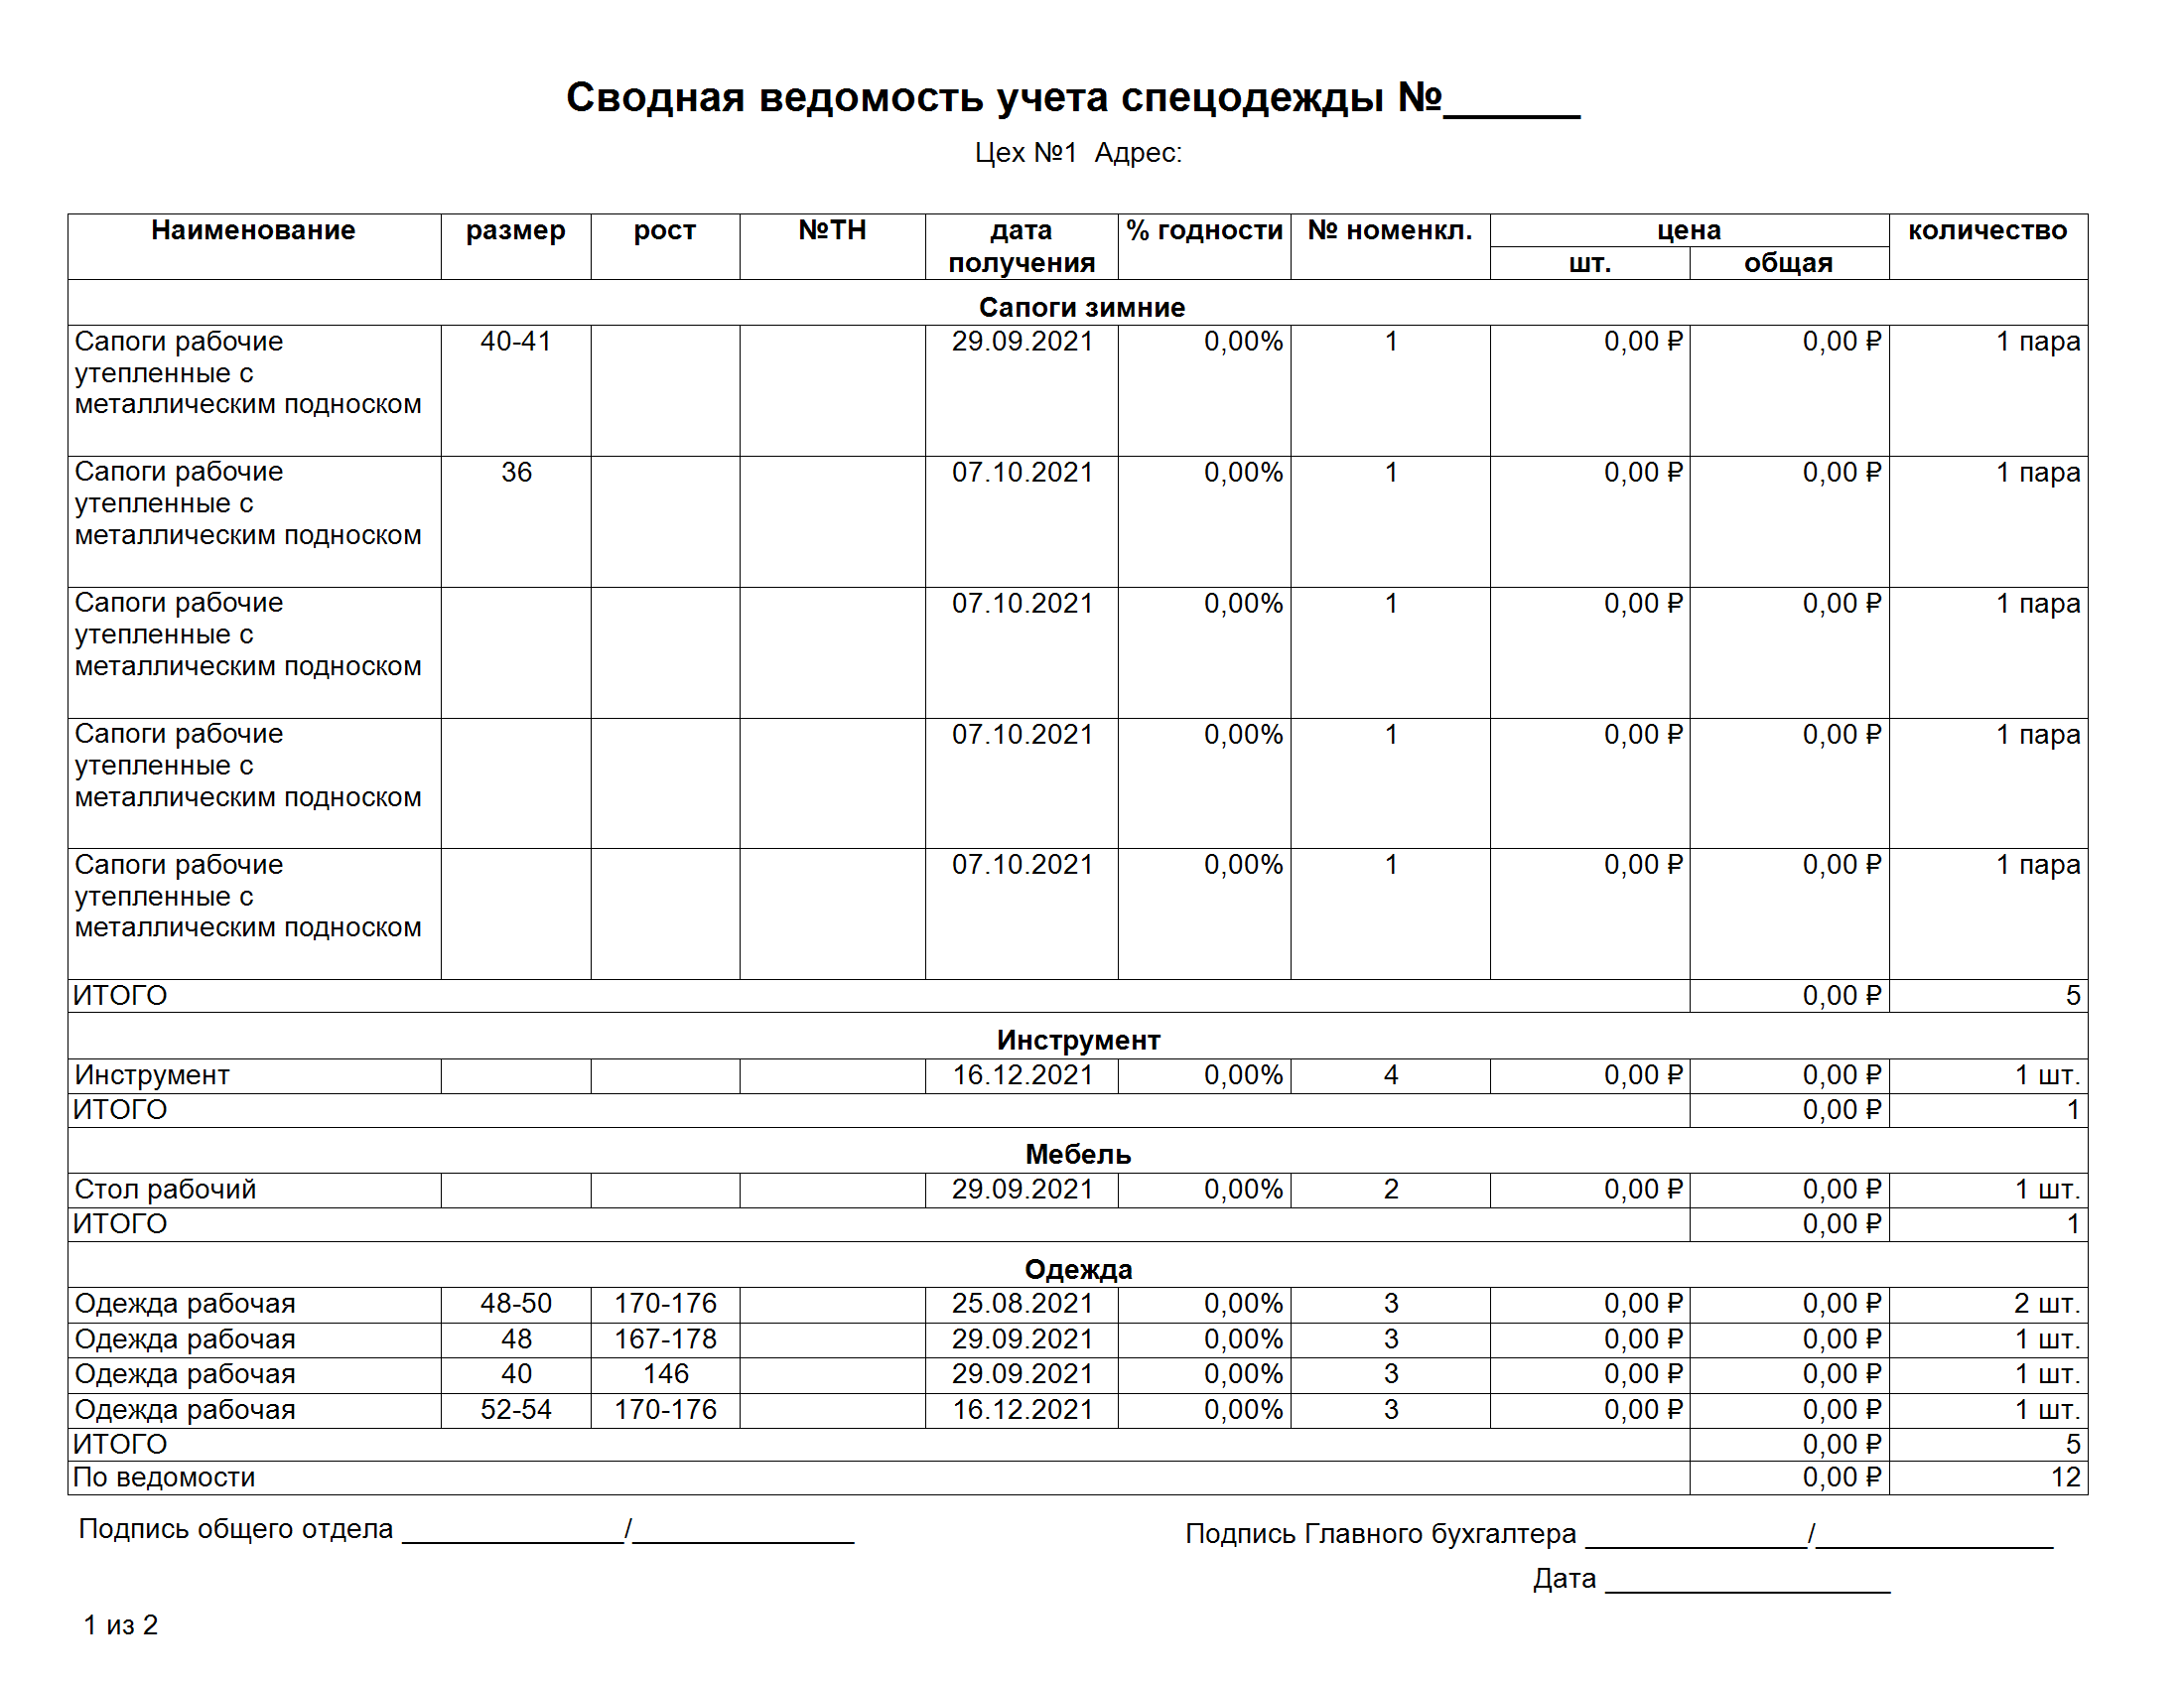 Сводная ведомость учета спецодежды №______
Цех №1 Адрес:
Наименование размер рост №ТН дата получения % годности № номенкл. цена количество
шт. общая
Сапоги зимние
Сапоги рабочие утепленные с металлическим подноском 40-41 29.09.2021 0,00% 1 0,00 ₽ 0,00 ₽ 1 пара
Сапоги рабочие утепленные с металлическим подноском 36 07.10.2021 0,00% 1 0,00 ₽ 0,00 ₽ 1 пара
Сапоги рабочие утепленные с металлическим подноском 07.10.2021 0,00% 1 0,00 ₽ 0,00 ₽ 1 пара
Сапоги рабочие утепленные с металлическим подноском 07.10.2021 0,00% 1 0,00 ₽ 0,00 ₽ 1 пара
Сапоги рабочие утепленные с металлическим подноском 07.10.2021 0,00% 1 0,00 ₽ 0,00 ₽ 1 пара
ИТОГО 0,00 ₽ 5
Инструмент
Инструмент 16.12.2021 0,00% 4 0,00 ₽ 0,00 ₽ 1 шт.
ИТОГО 0,00 ₽ 1
Мебель
Стол рабочий 29.09.2021 0,00% 2 0,00 ₽ 0,00 ₽ 1 шт.
ИТОГО 0,00 ₽ 1
Одежда
Одежда рабочая 48-50 170-176 25.08.2021 0,00% 3 0,00 ₽ 0,00 ₽ 2 шт.
Одежда рабочая 48 167-178 29.09.2021 0,00% 3 0,00 ₽ 0,00 ₽ 1 шт.
Одежда рабочая 40 146 29.09.2021 0,00% 3 0,00 ₽ 0,00 ₽ 1 шт.
Одежда рабочая 52-54 170-176 16.12.2021 0,00% 3 0,00 ₽ 0,00 ₽ 1 шт.
ИТОГО 0,00 ₽ 5
По ведомости 0,00 ₽ 12
Подпись общего отдела ______________/______________
Подпись Главного бухгалтера ______________/_______________
Дата __________________
1 из 2